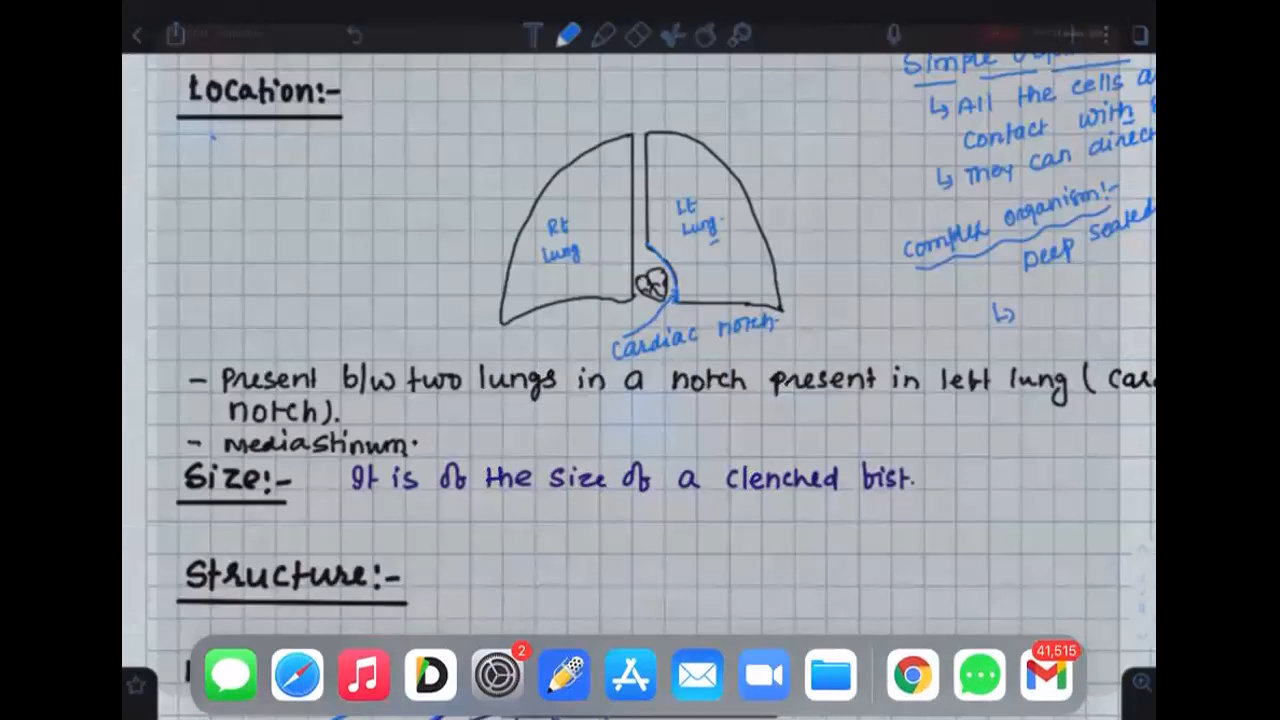 Location:-
Rt
lung
Lt
lung.
Cardiac notch.
- Present b/w two lungs in a notch present in left lung (
notch).
- Mediastinum.
Size:- It is of the size of a clenched bist.
Structure:-
Simple
↳ All the cells
contact with
↳ They can
complex organism:-
Deep
↳
2
41,515